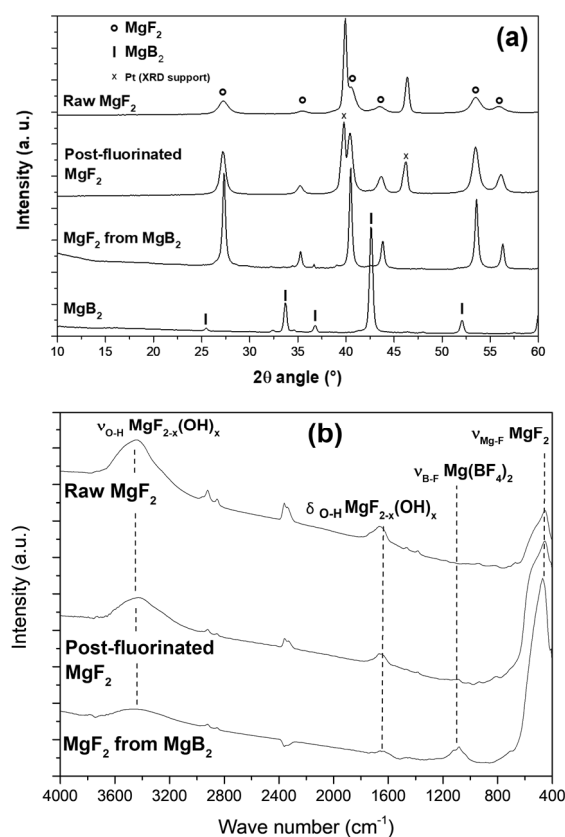 (a)
MgF2
MgB2
x Pt (XRD support)
Raw MgF2
x
x
Post-fluorinated
MgF2
MgF2 from MgB2
MgB2
Intensity (a. u.)
10 15 20 25 30 35 40 45 50 55 60
2θ angle (°)
(b)
νO-H MgF2-x(OH)x
νMg-F MgF2
νB-F Mg(BF4)2
δ O-H MgF2-x(OH)x
Raw MgF2
Post-fluorinated
MgF2
MgF2 from MgB2
Intensity (a.u.)
4000 3600 3200 2800 2400 2000 1600 1200 800 400
Wave number (cm-1)